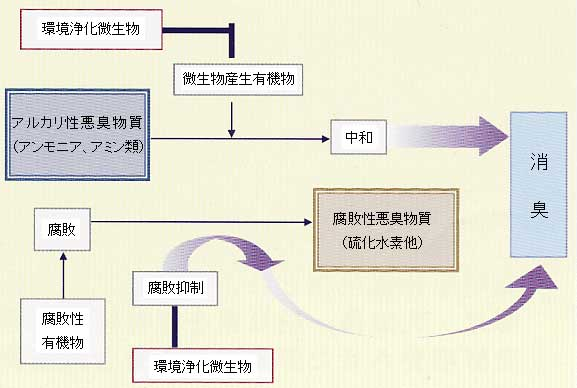 環境浄化微生物
微生物産生有機物
アルカリ性悪臭物質
(アンモニア、アミン類)
中和
消
臭
腐敗
腐敗性悪臭物質
(硫化水素他)
腐敗抑制
腐敗性
有機物
環境浄化微生物